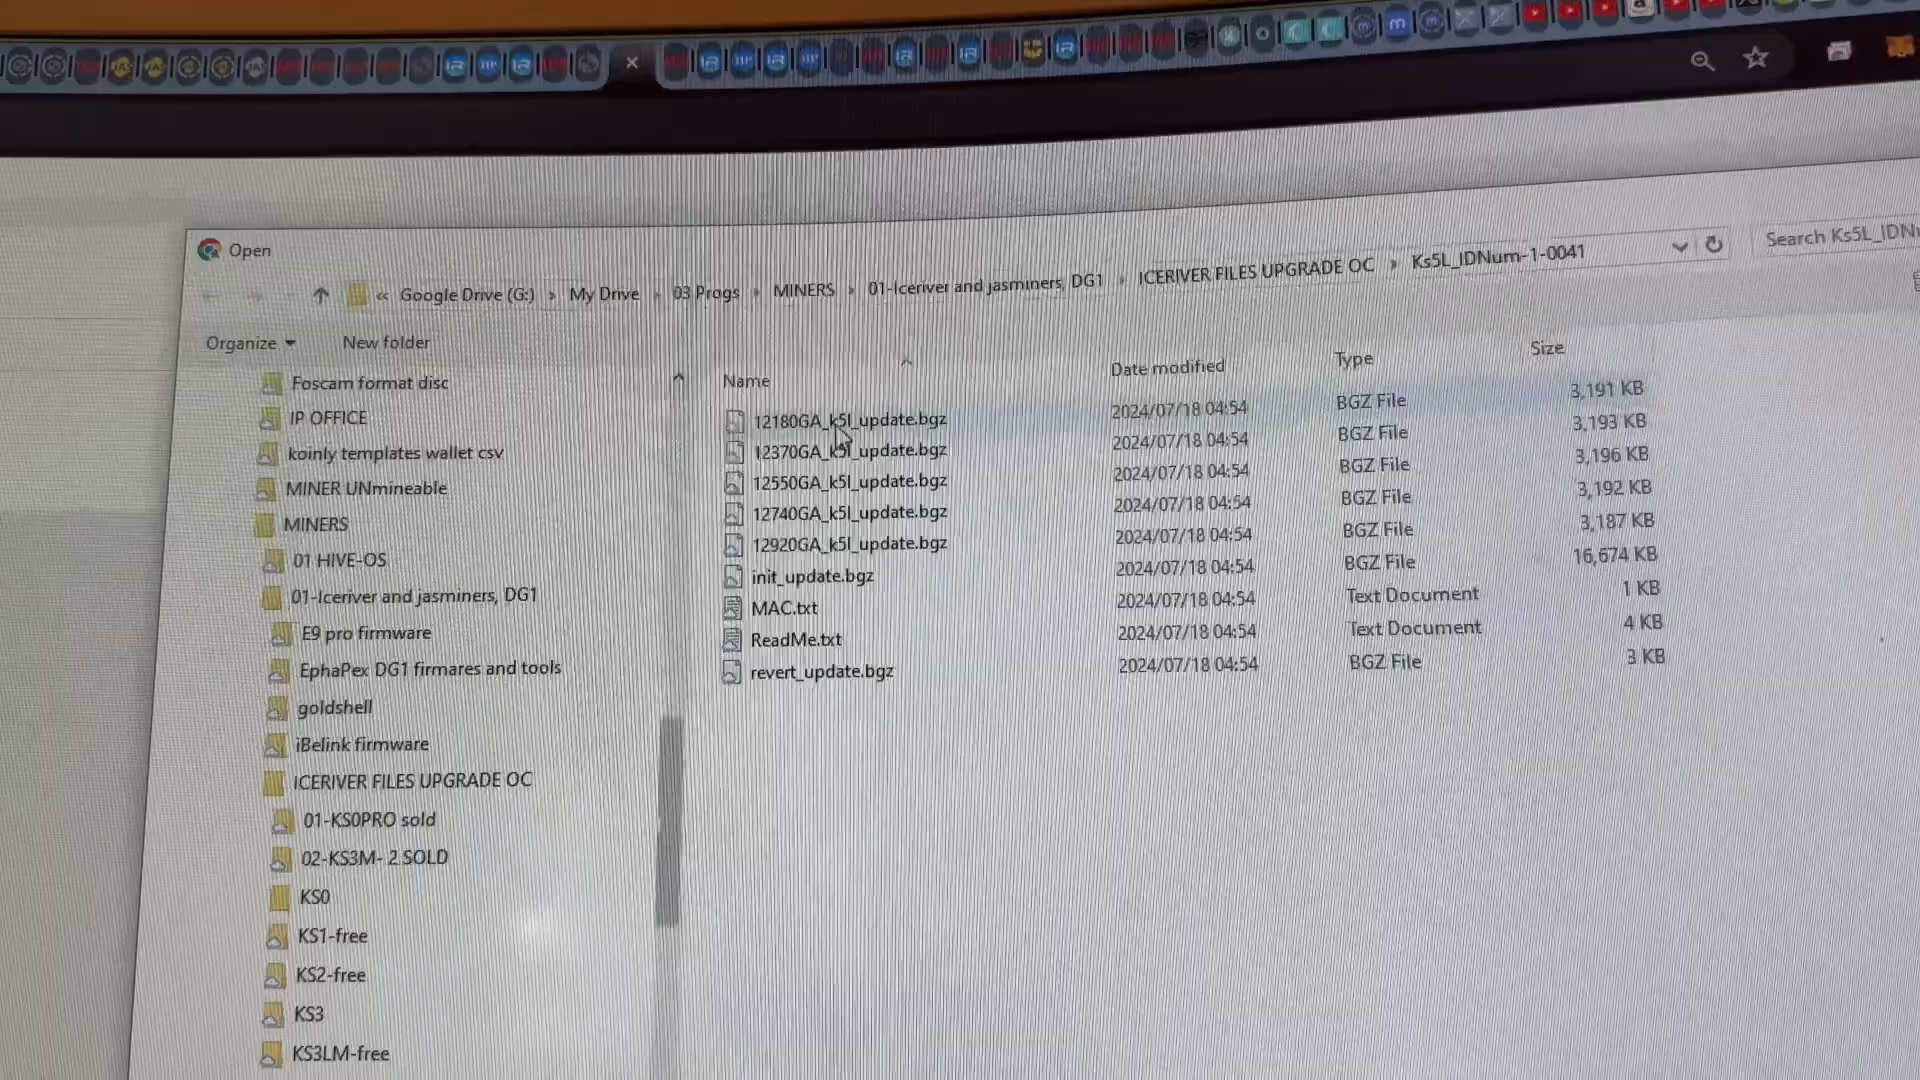 Open
« Google Drive (G:) › My Drive › 03 Progs › MINERS › 01-Iceriver and jasminers, DG1 › ICERIVER FILES UPGRADE OC › Ks5L_IDNum-1-0041
Search Ks5L_IDNu
Organize New folder
Foscam format disc
IP OFFICE
koinly templates wallet csv
MINER UNmineable
MINERS
01 HIVE-OS
01-Iceriver and jasminers, DG1
E9 pro firmware
EphaPex DG1 firmares and tools
goldshell
iBelink firmware
ICERIVER FILES UPGRADE OC
01-KS0PRO sold
02-KS3M- 2 SOLD
KS0
KS1-free
KS2-free
KS3
KS3LM-free
Name Date modified Type Size
12180GA_k5l_update.bgz 2024/07/18 04:54 BGZ File 3,191 KB
12370GA_k5l_update.bgz 2024/07/18 04:54 BGZ File 3,193 KB
12550GA_k5l_update.bgz 2024/07/18 04:54 BGZ File 3,196 KB
12740GA_k5l_update.bgz 2024/07/18 04:54 BGZ File 3,192 KB
12920GA_k5l_update.bgz 2024/07/18 04:54 BGZ File 3,187 KB
init_update.bgz 2024/07/18 04:54 BGZ File 16,674 KB
MAC.txt 2024/07/18 04:54 Text Document 1 KB
ReadMe.txt 2024/07/18 04:54 Text Document 4 KB
revert_update.bgz 2024/07/18 04:54 BGZ File 3 KB